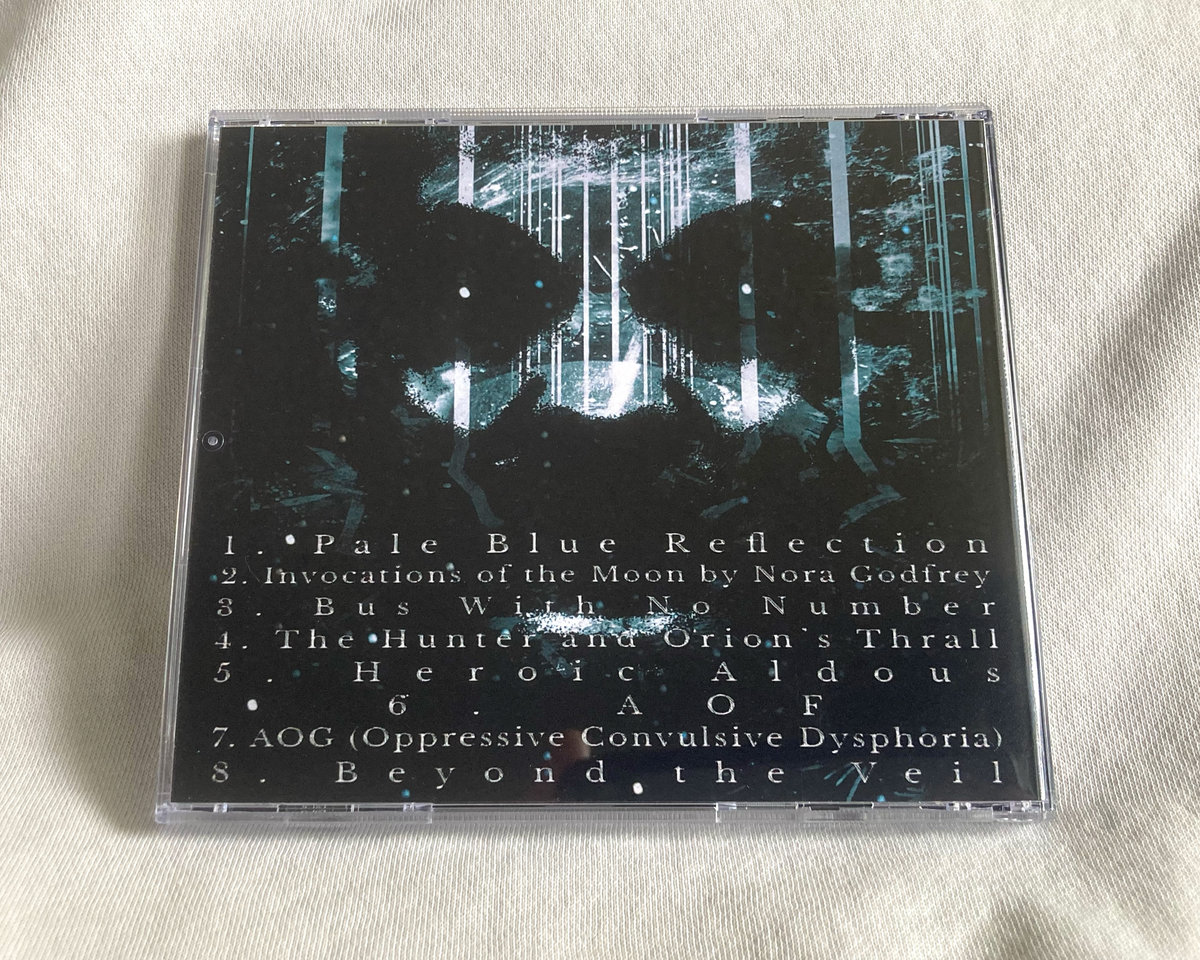 1. Pale Blue Reflection
2. Invocations of the Moon by Nora Godfrey
3. Bus With No Number
4. The Hunter and Orion`s Thrall
5. Heroic Aldous
6. AOF
7. AOG (Oppressive Convulsive Dysphoria)
8. Beyond the Veil